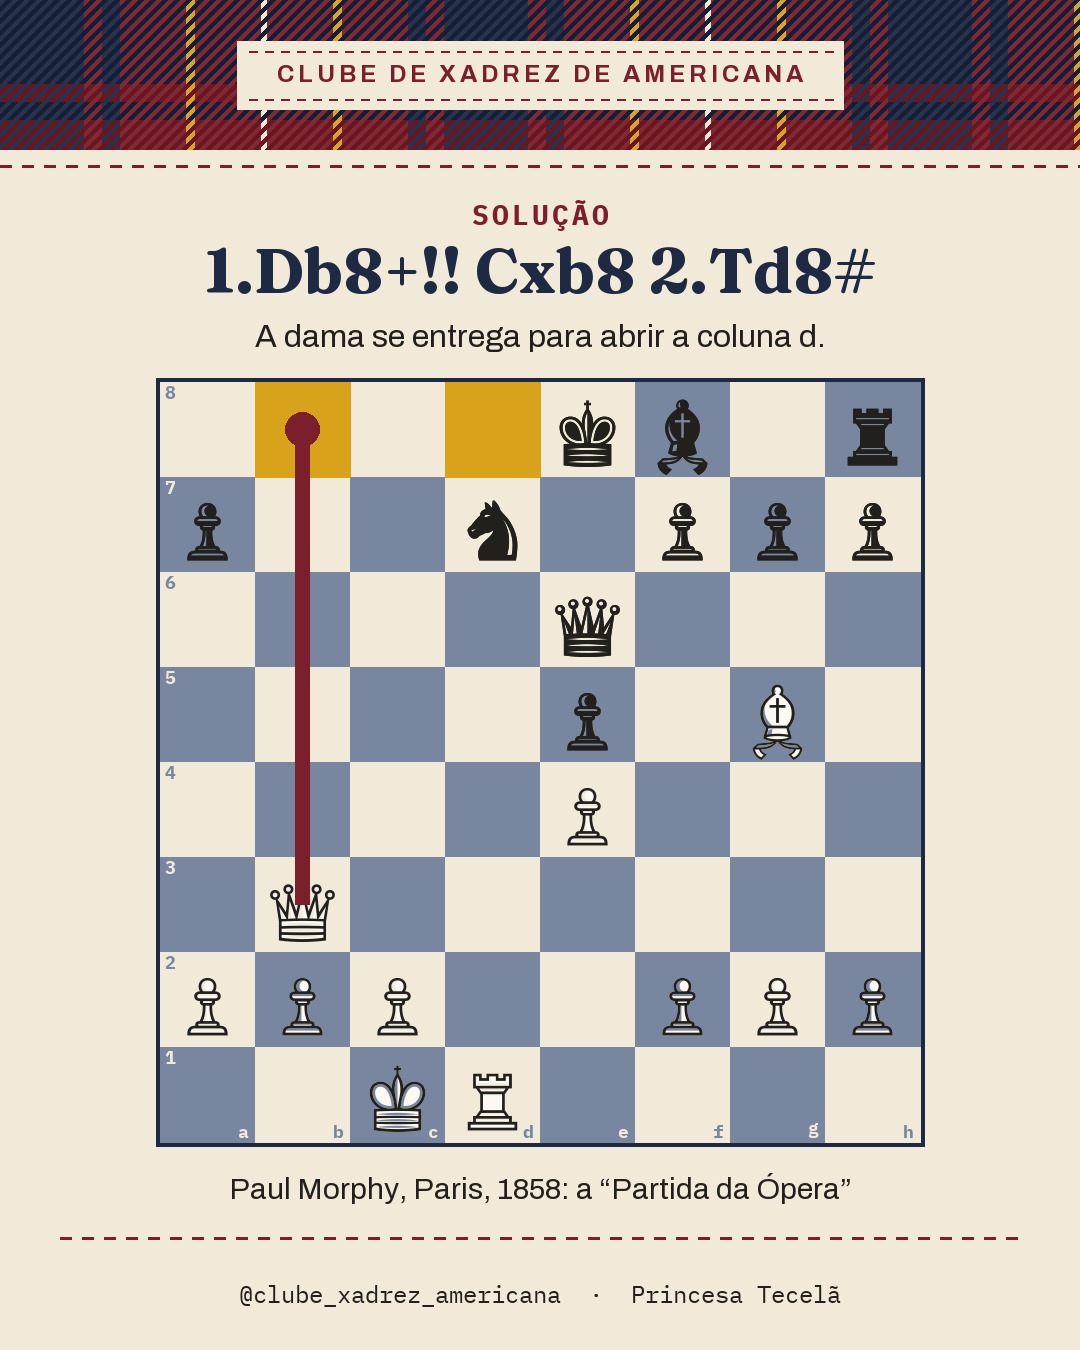 CLUBE DE XADREZ DE AMERICANA
SOLUÇÃO
1.Db8+!! Cxb8 2.Td8#
A dama se entrega para abrir a coluna d.
8
7
6
5
4
3
2
1
a b c d e f g h
Paul Morphy, Paris, 1858: a “Partida da Ópera”
@clube_xadrez_americana · Princesa Tecelã